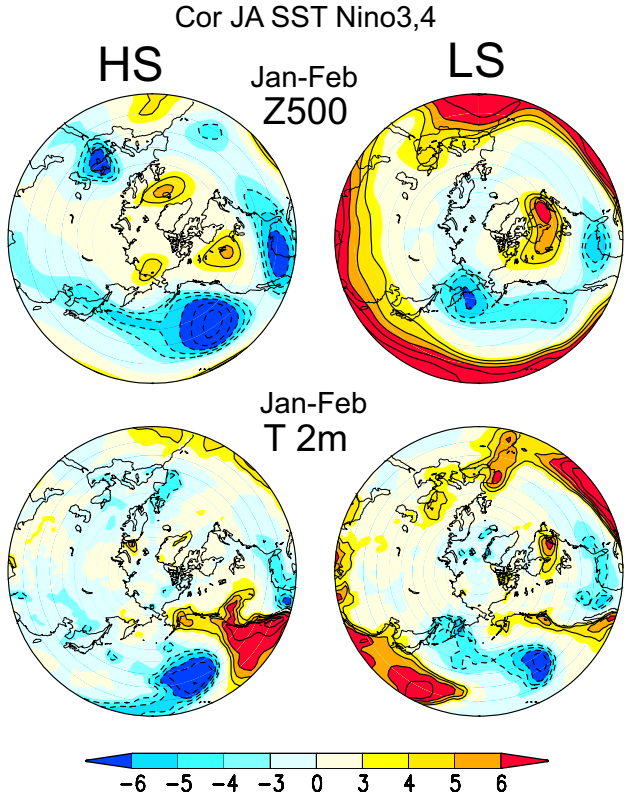 Cor JA SST Nino3,4
HS
LS
Jan-Feb
Z500
Jan-Feb
T 2m
-6 -5 -4 -3 0 3 4 5 6